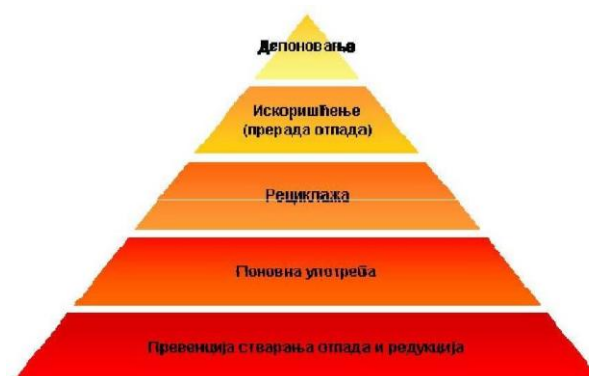 Депоновање
Искоришћење
(прерада отпада)
Рециклажа
Поновна употреба
Превенција стварања отпада и редукција